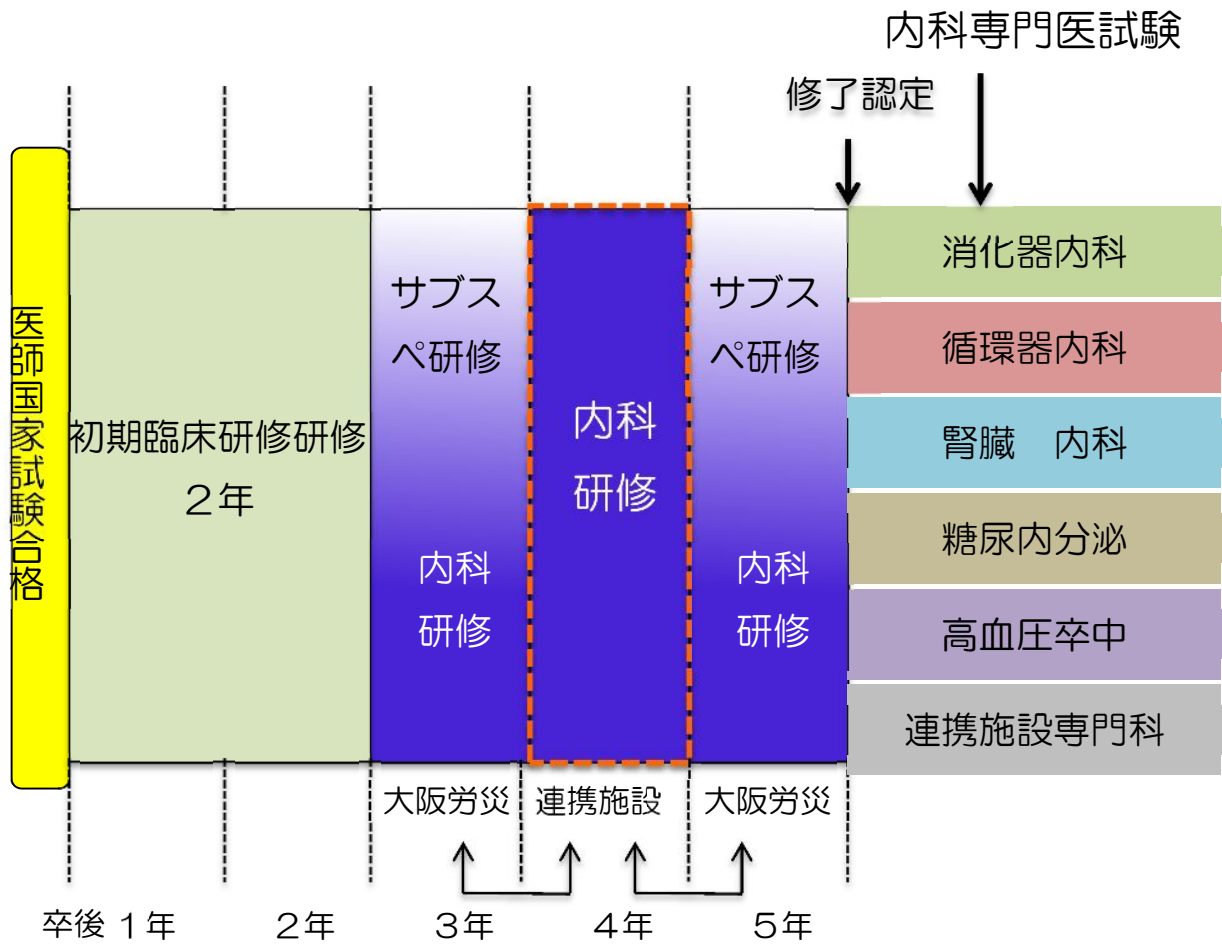 内科専門医試験
修了認定
医師国家試験合格
初期臨床研修研修
２年
サブス
ペ研修
内科
研修
内科
研修
サブス
ペ研修
内科
研修
消化器内科
循環器内科
腎臓　内科
糖尿内分泌
高血圧卒中
連携施設専門科
大阪労災
連携施設
大阪労災
卒後 １年
２年
３年
４年
５年